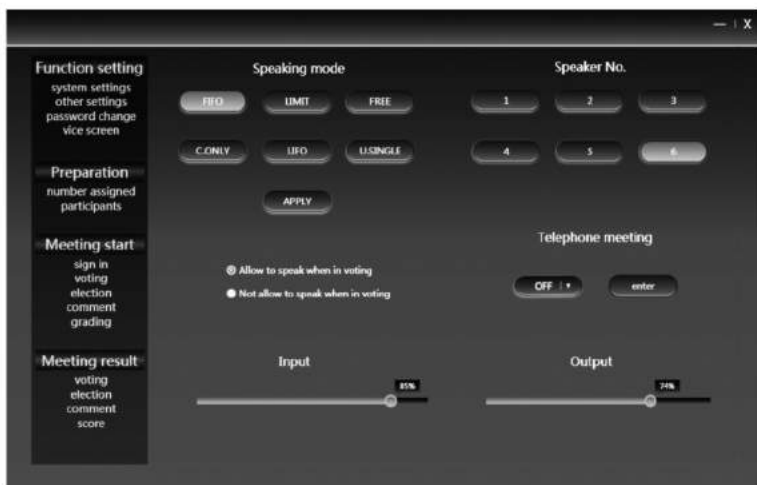 — | X
Function setting
system settings
other settings
password change
vice screen
Preparation
number assigned
participants
Meeting start
sign in
voting
election
comment
grading
Meeting result
voting
election
comment
score
Speaking mode
FIFO LIMIT FREE
C.ONLY LIFO U.SINGLE
APPLY
Allow to speak when in voting
Not allow to speak when in voting
Speaker No.
1 2 3
4 5 6
Telephone meeting
OFF | ▾ enter
Input
85%
Output
74%